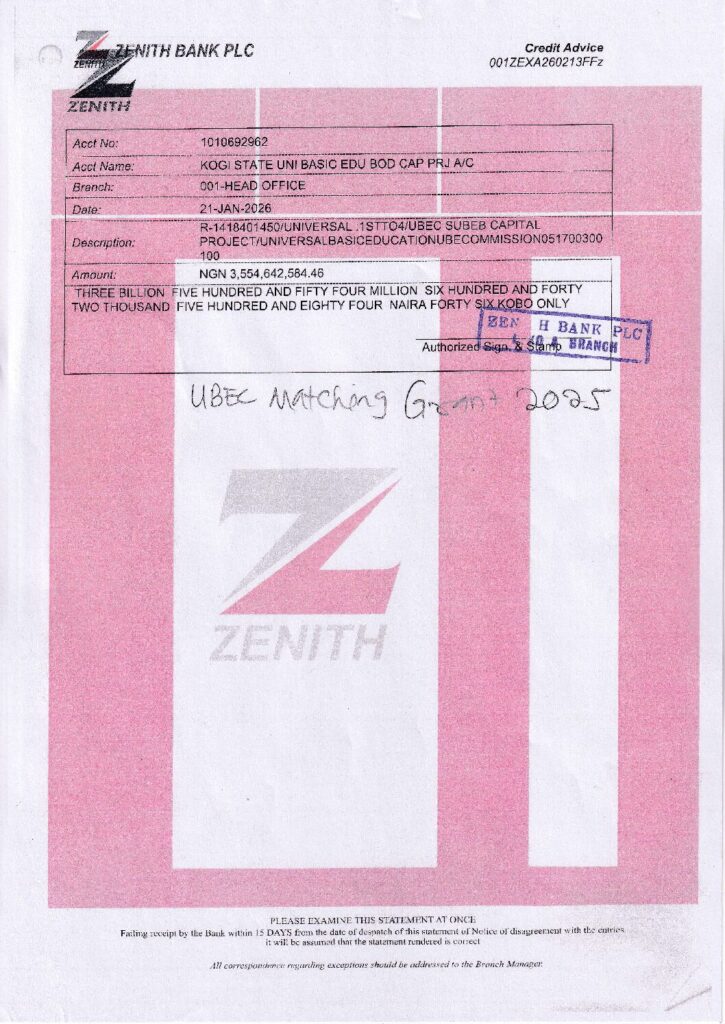 ZENITH BANK PLC
ZENITH
ZENITH
Credit Advice
001ZEXA260213FFz
Acct No: 1010692962
Acct Name: KOGI STATE UNI BASIC EDU BOD CAP PRJ A/C
Branch: 001-HEAD OFFICE
Date: 21-JAN-2026
Description: R-1418401450/UNIVERSAL .1STTO4/UBEC SUBEB CAPITAL
PROJECT/UNIVERSALBASICEDUCATIONUBECOMMISSION051700300
100
Amount: NGN 3,554,642,584.46
THREE BILLION FIVE HUNDRED AND FIFTY FOUR MILLION SIX HUNDRED AND FORTY
TWO THOUSAND FIVE HUNDRED AND EIGHTY FOUR NAIRA FORTY SIX KOBO ONLY
ZEN H BANK PLC
BRANCH
Authorized Sign. & Stamp
UBEC Matching Grant 2025
ZENITH
PLEASE EXAMINE THIS STATEMENT AT ONCE
Failing receipt by the Bank within 15 DAYS from the date of despatch of this statement of Notice of disagreement with the entries,
it will be assumed that the statement rendered is correct
All correspondence regarding exceptions should be addressed to the Branch Manager.